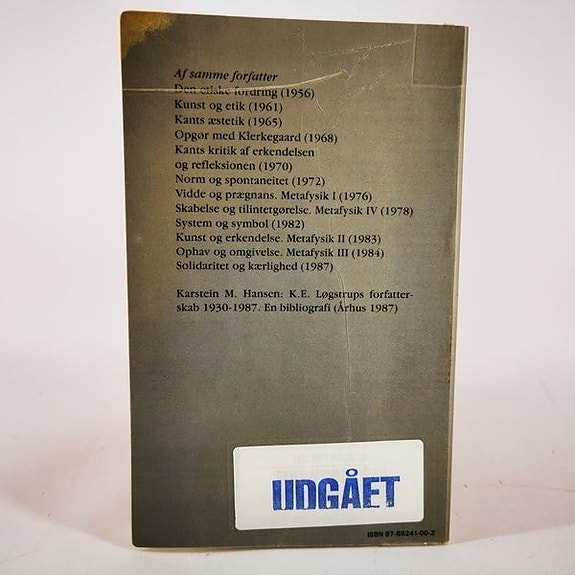 Af samme forfatter
Den etiske fordring (1956)
Kunst og etik (1961)
Kants æstetik (1965)
Opgør med Kierkegaard (1968)
Kants kritik af erkendelsen
og refleksionen (1970)
Norm og spontaneitet (1972)
Vidde og prægnans. Metafysik I (1976)
Skabelse og tilintetgørelse. Metafysik IV (1978)
System og symbol (1982)
Kunst og erkendelse. Metafysik II (1983)
Ophav og omgivelse. Metafysik III (1984)
Solidaritet og kærlighed (1987)
Karstein M. Hansen: K.E. Løgstrups forfatter-
skab 1930-1987. En bibliografi (Århus 1987)
UDGÅET
ISBN 87-89241-00-2